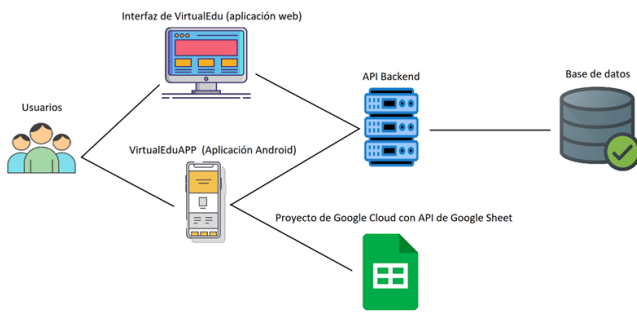 Interfaz de VirtualEdu (aplicación web)
API Backend
Base de datos
Usuarios
VirtualEduAPP (Aplicación Android)
Proyecto de Google Cloud con API de Google Sheet